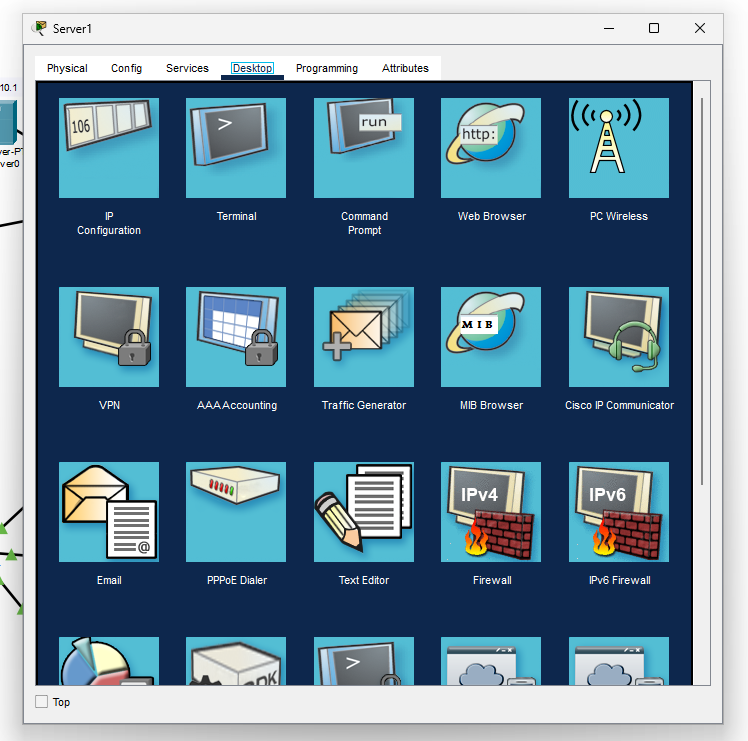 Server1
Physical
Config
Services
Desktop
Programming
Attributes
10.1
ver0
106
>
run
http:
IP
Configuration
Terminal
Command
Prompt
Web Browser
PC Wireless
MIB
VPN
AAA Accounting
Traffic Generator
MIB Browser
Cisco IP Communicator
IPv4
IPv6
@
Email
PPPoE Dialer
Text Editor
Firewall
IPv6 Firewall
>
Top